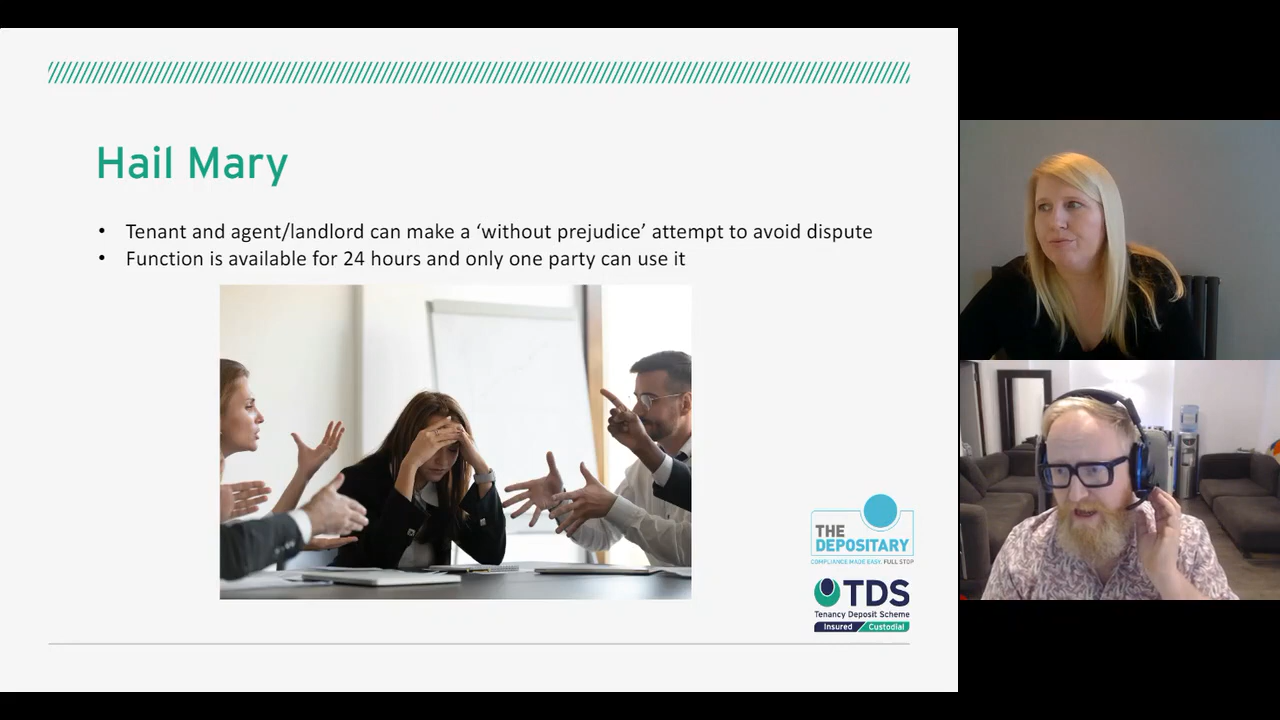 Hail Mary
• Tenant and agent/landlord can make a ‘without prejudice’ attempt to avoid dispute
• Function is available for 24 hours and only one party can use it
THE
DEPOSITARY
COMPLIANCE MADE EASY. FULL STOP
TDS
Tenancy Deposit Scheme
Insured Custodial